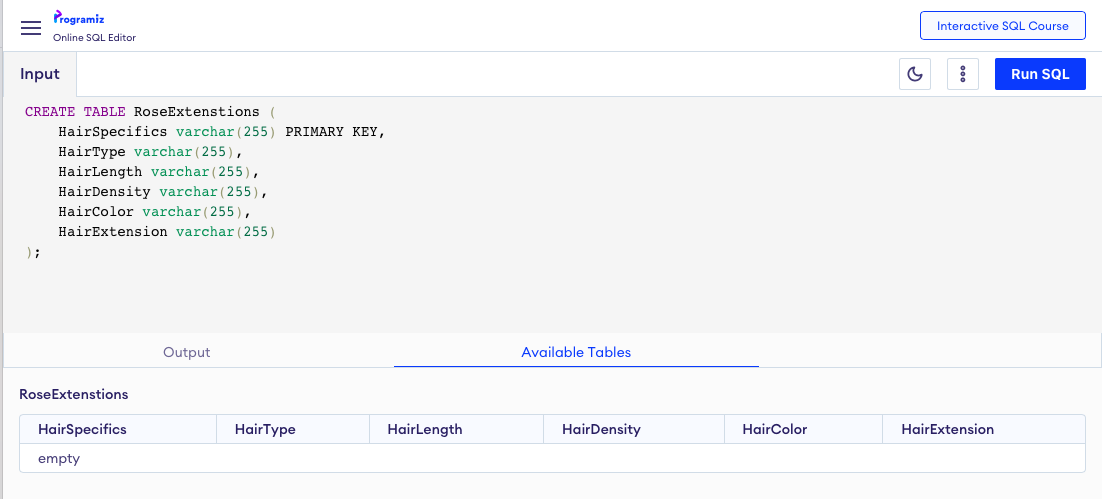 Programiz
Online SQL Editor
Interactive SQL Course
Input
Run SQL
CREATE TABLE RoseExtenstions (
    HairSpecifics varchar(255) PRIMARY KEY,
    HairType varchar(255),
    HairLength varchar(255),
    HairDensity varchar(255),
    HairColor varchar(255),
    HairExtension varchar(255)
);
Output Available Tables
RoseExtenstions
HairSpecifics HairType HairLength HairDensity HairColor HairExtension
empty